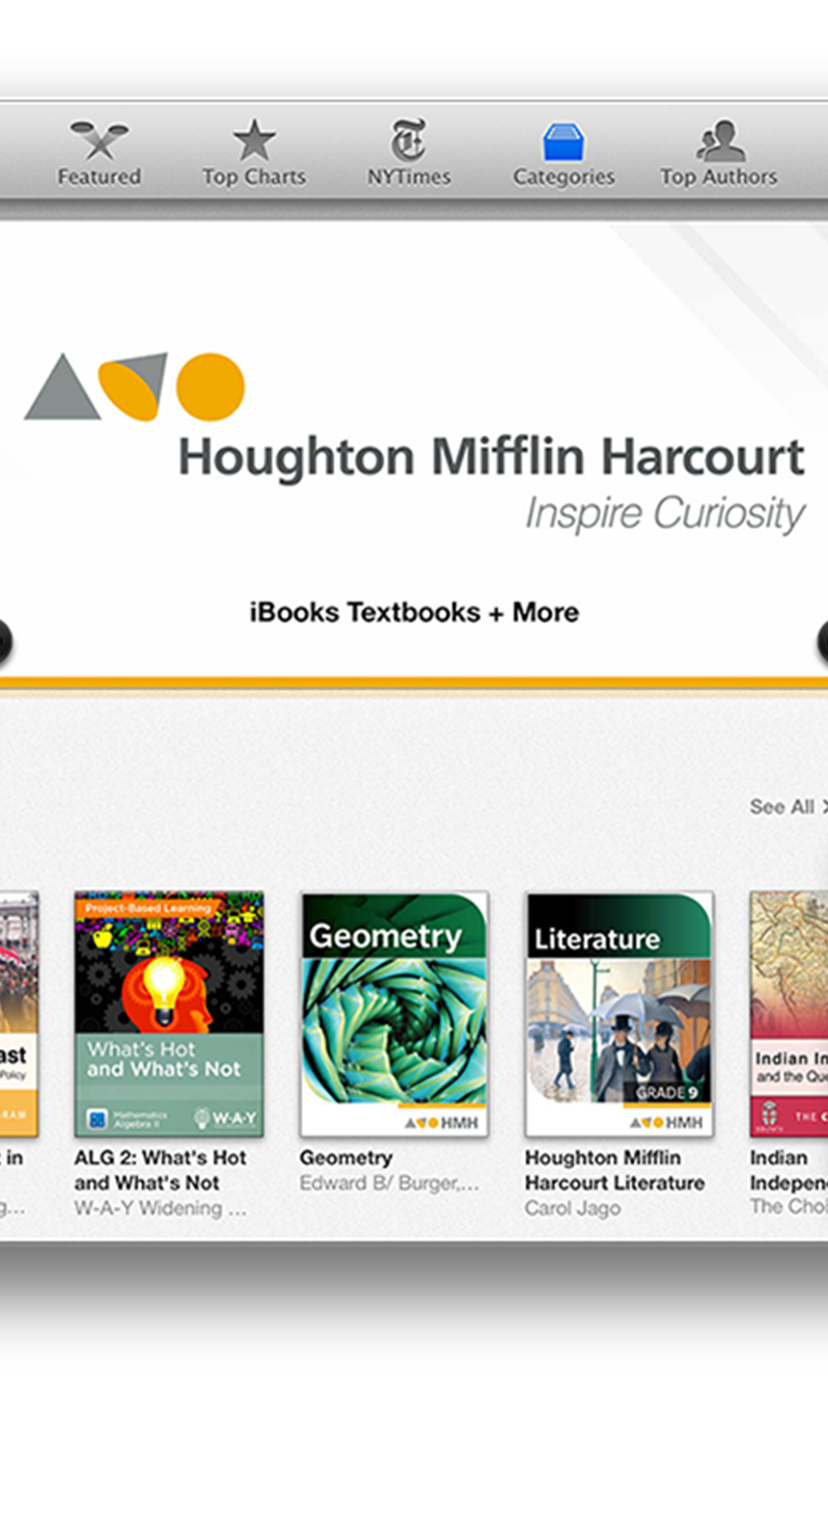 Featured
Top Charts
NYTimes
Categories
Top Authors
Houghton Mifflin Harcourt
Inspire Curiosity
iBooks Textbooks + More
See All
ast
Policy
RAM
t in
g...
Project-Based Learning
What's Hot
and What's Not
Mathematics
Algebra II
W-A-Y
ALG 2: What's Hot
and What's Not
W-A-Y Widening ...
Geometry
HMH
Geometry
Edward B/ Burger,...
Literature
GRADE 9
HMH
Houghton Mifflin
Harcourt Literature
Carol Jago
Indian In
and the Que
THE C
Indian
Indepen
The Choi